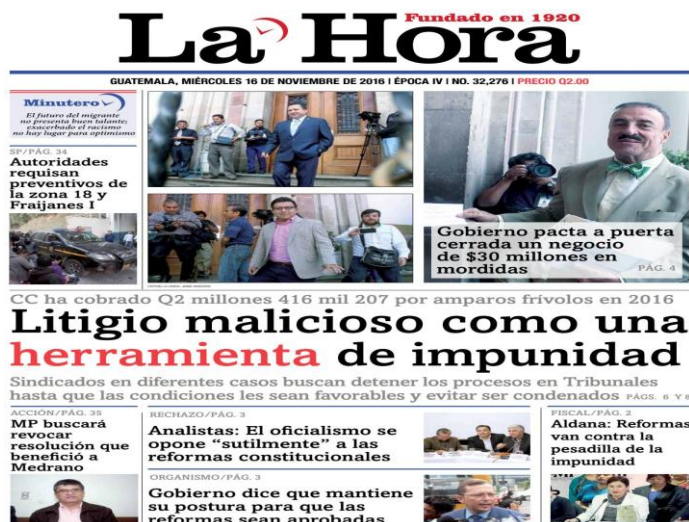 La Hora
Fundado en 1920
GUATEMALA, MIÉRCOLES 16 DE NOVIEMBRE DE 2016 I ÉPOCA IV I NO. 32,276 I PRECIO Q2.00
Minutero
El futuro del migrante
no presenta buen talante;
exacerbado el racismo
no hay lugar para optimismo
SP/PÁG. 34
Autoridades
requisan
preventivos de
la zona 18 y
Fraijanes I
Gobierno pacta a puerta
cerrada un negocio
de $30 millones en
mordidas
PÁG. 4
CC ha cobrado Q2 millones 416 mil 207 por amparos frívolos en 2016
Litigio malicioso como una
herramienta de impunidad
Sindicados en diferentes casos buscan detener los procesos en Tribunales
hasta que las condiciones les sean favorables y evitar ser condenados PÁGS. 6 Y 8
ACCIÓN/PÁG. 35
MP buscará
revocar
resolución que
benefició a
Medrano
RECHAZO/PÁG. 3
Analistas: El oficialismo se
opone “sutilmente” a las
reformas constitucionales
ORGANISMO/PÁG. 3
Gobierno dice que mantiene
su postura para que las
reformas sean aprobadas
FISCAL/PÁG. 2
Aldana: Reformas
van contra la
pesadilla de la
impunidad